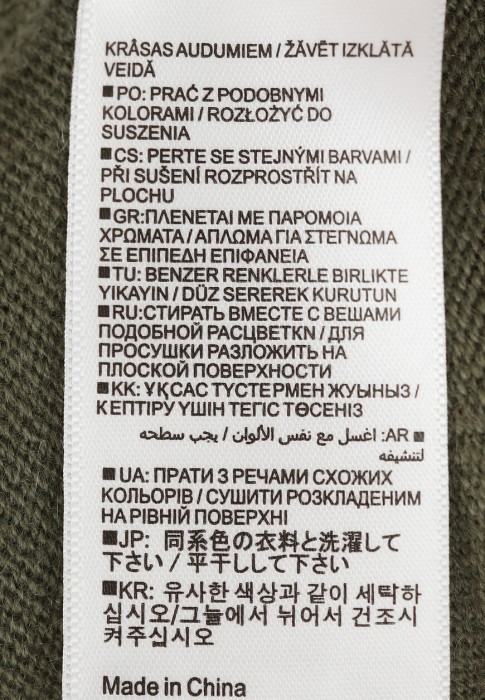 KRĀSAS AUDUMIEM / ŽĀVĒT IZKLĀTĀ
VEIDĀ
■PO: PRAĆ Z PODOBNYMI
KOLORAMI / ROZŁOŻYĆ DO
SUSZENIA
■CS: PERTE SE STEJNÝMI BARVAMI /
PŘI SUŠENÍ ROZPROSTŘÍT NA
PLOCHU
■GR:ΠΛΕΝΕΤΑΙ ΜΕ ΠΑΡΟΜΟΙΑ
ΧΡΩΜΑΤΑ / ΑΠΛΩΜΑ ΓΙΑ ΣΤΕΓΝΩΜΑ
ΣΕ ΕΠΙΠΕΔΗ ΕΠΙΦΑΝΕΙΑ
■TU: BENZER RENKLERLE BIRLIKTE
YIKAYIN / DÜZ SEREREK KURUTUN
■RU:СТИРАТЬ ВМЕСТЕ С ВЕШАМИ
ПОДОБНОЙ РАСЦВЕТКN / ДЛЯ
ПРОСУШКИ РАЗЛОЖИТЬ НА
ПЛОСКОЙ ПОВЕРХНОСТИ
■KK: ҰҚСАС ТҮСТЕРМЕН ЖУЫНЫЗ /
КЕПТІРУ ҮШІН ТЕГІС ТӨСЕНІЗ
■ AR: اغسل مع نفس الألوان / يجب سطحه
لتنشيفه
■UA: ПРАТИ З РЕЧАМИ СХОЖИХ
КОЛЬОРІВ / СУШИТИ РОЗКЛАДЕНИМ
НА РІВНІЙ ПОВЕРХНІ
■JP: 同系色の衣料と洗濯して
下さい / 平干しして下さい
■KR: 유사한 색상과 같이 세탁하
십시오/그늘에서 뉘어서 건조시
켜주십시오
Made in China